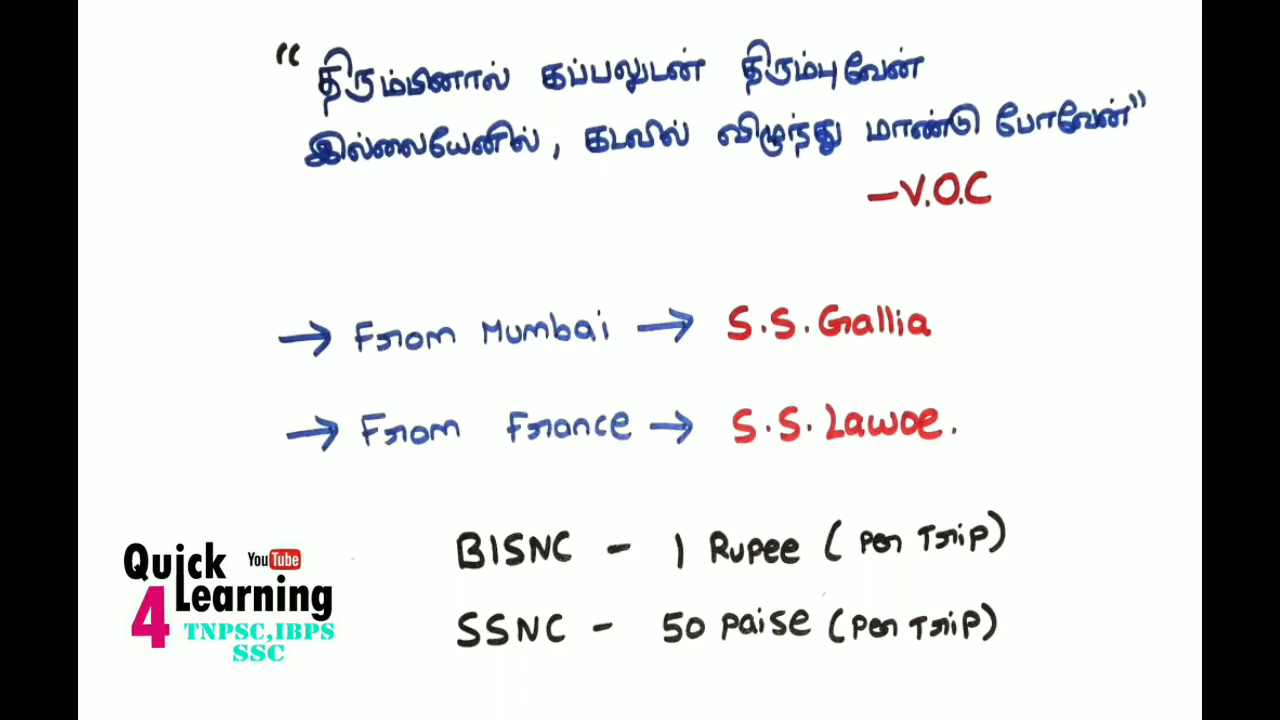 "திரும்பினால் கப்பலுடன் திரும்புவேன்
இல்லையேனில், கடலில் விழுந்து மாண்டு போவேன்"
—V.O.C
→ From Mumbai → S.S.Gallia
→ From France → S.S.Lawoe.
BISNC - 1 Rupee (per Trip)
SSNC - 50 paise (per Trip)
Quick
YouTube
4 Learning
TNPSC,IBPS
SSC